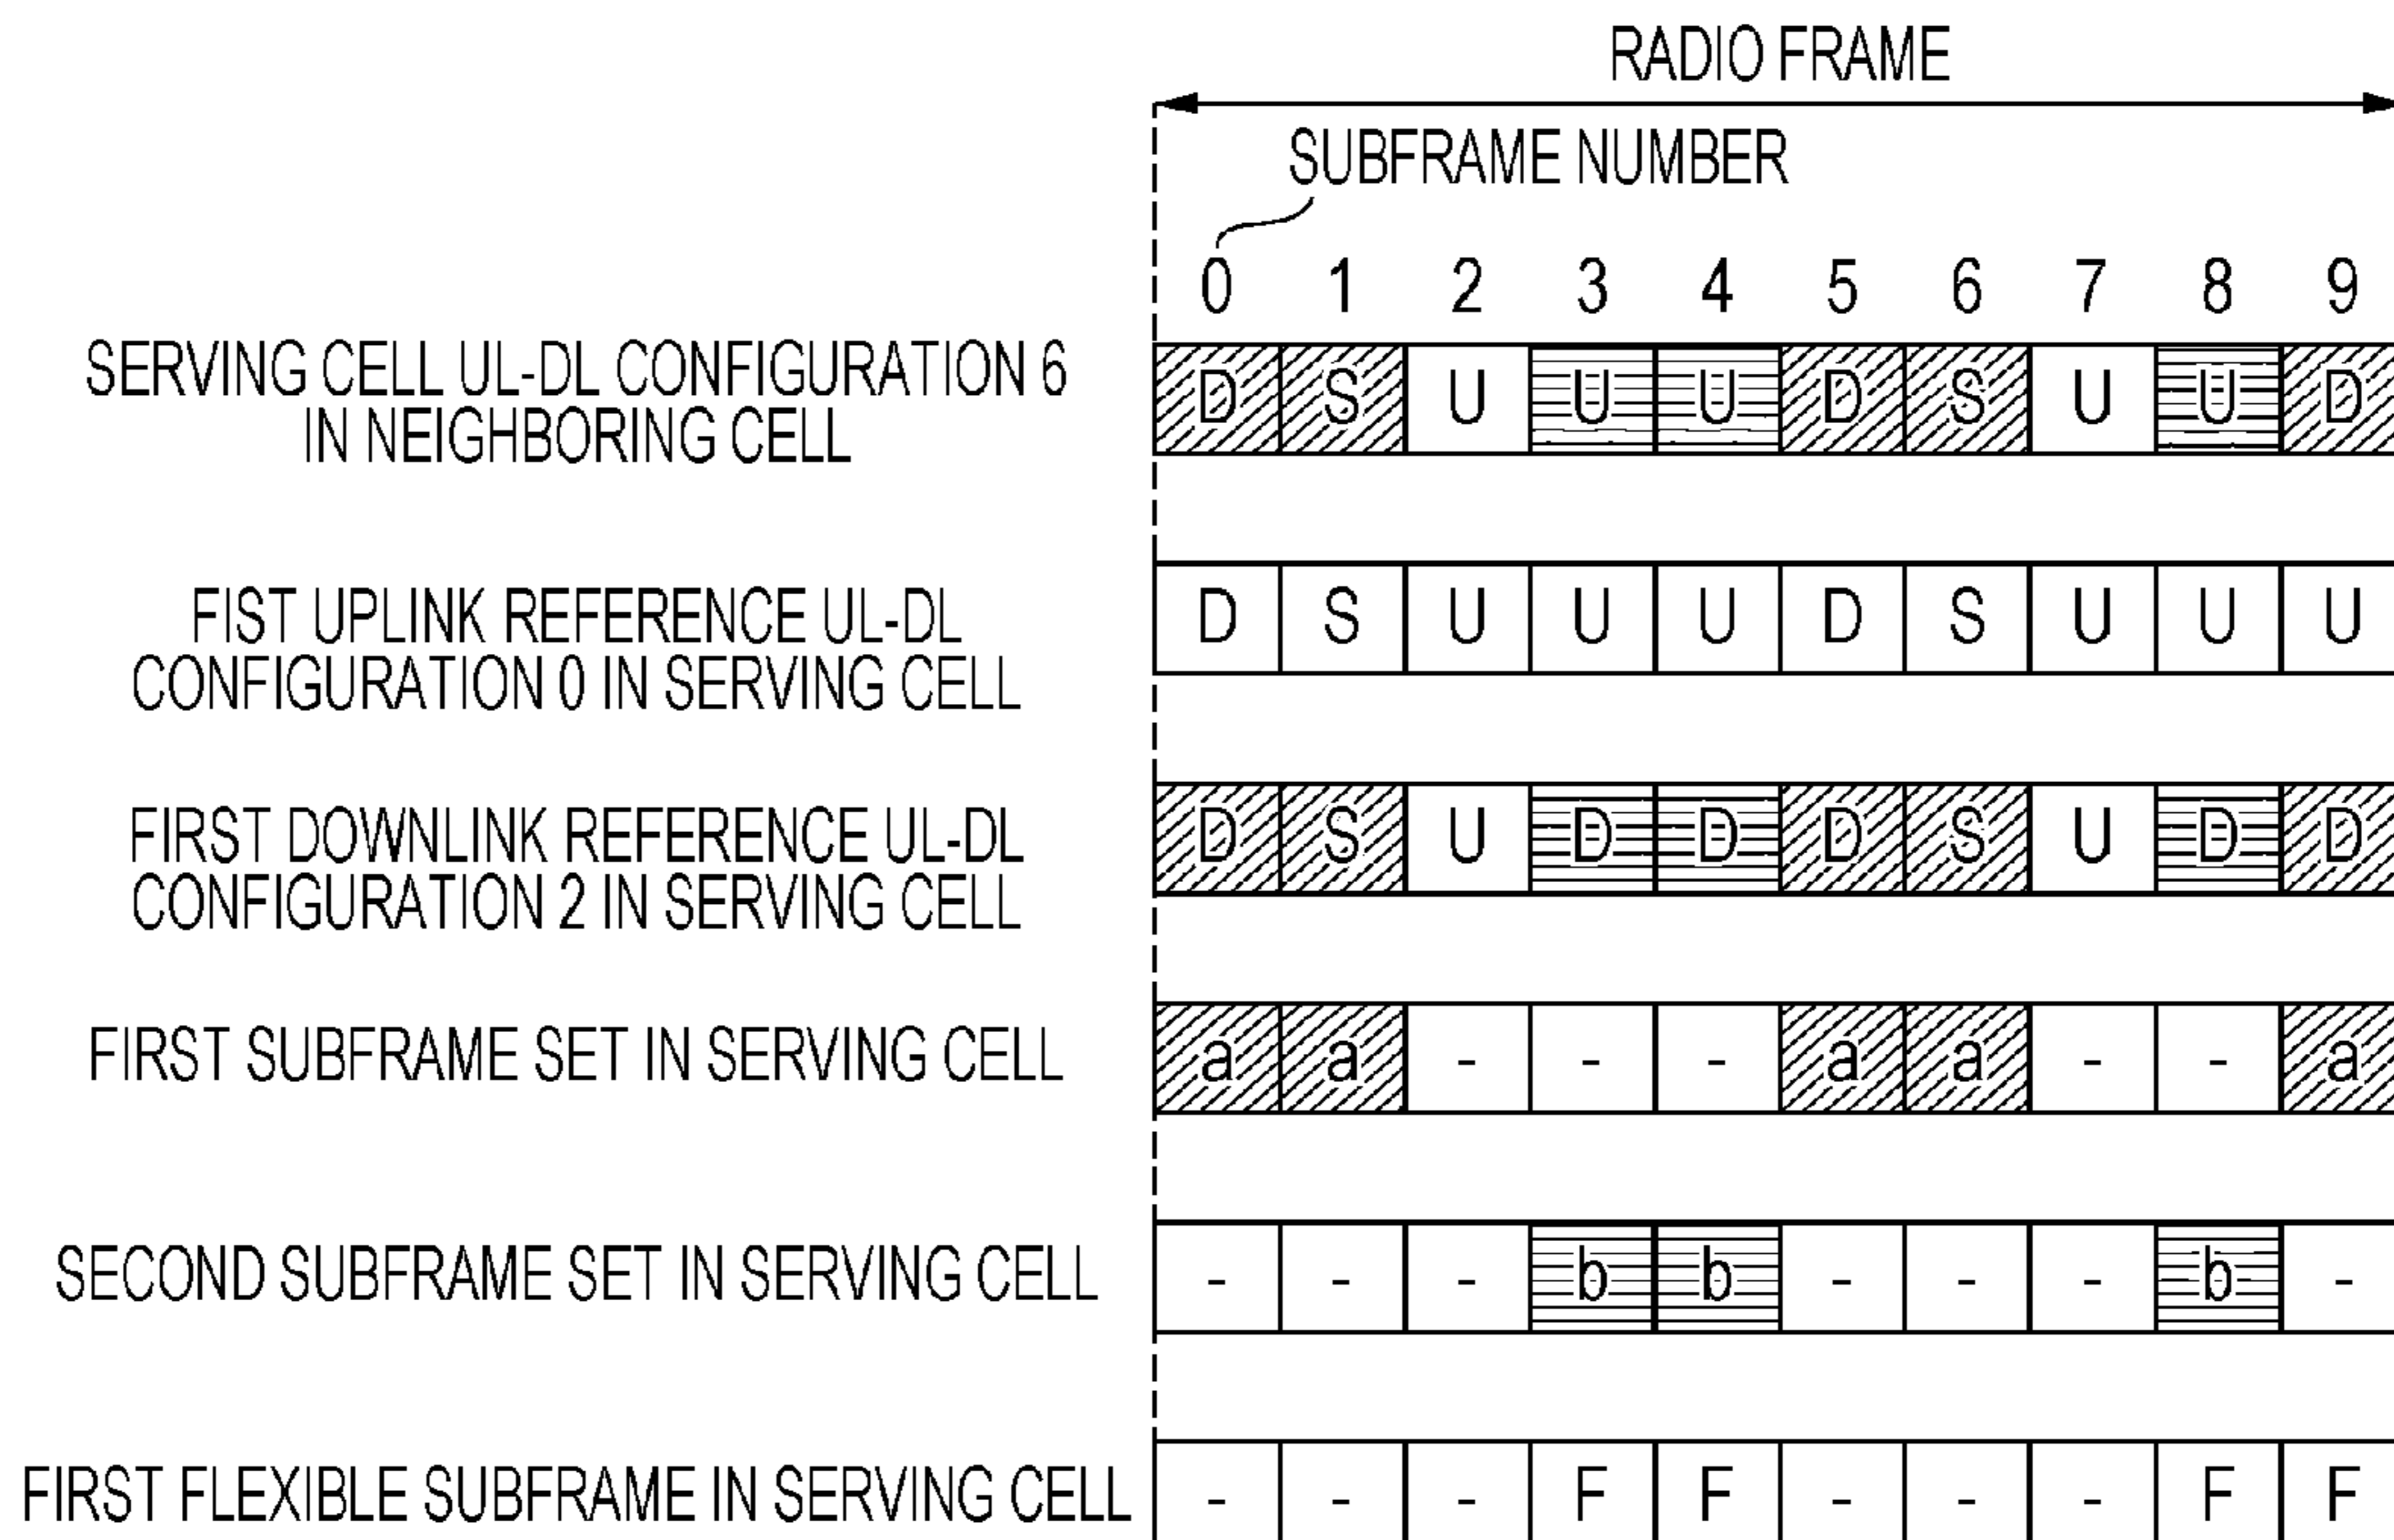 RADIO FRAME
SUBFRAME NUMBER
0 1 2 3 4 5 6 7 8 9
SERVING CELL UL-DL CONFIGURATION 6
IN NEIGHBORING CELL
D S U U U D S U U D
FIST UPLINK REFERENCE UL-DL
CONFIGURATION 0 IN SERVING CELL
D S U U U D S U U U
FIRST DOWNLINK REFERENCE UL-DL
CONFIGURATION 2 IN SERVING CELL
D S U D D D S U D D
FIRST SUBFRAME SET IN SERVING CELL
a a - - - a a - - a
SECOND SUBFRAME SET IN SERVING CELL
- - - b b - - - b -
FIRST FLEXIBLE SUBFRAME IN SERVING CELL
- - - F F - - - F F